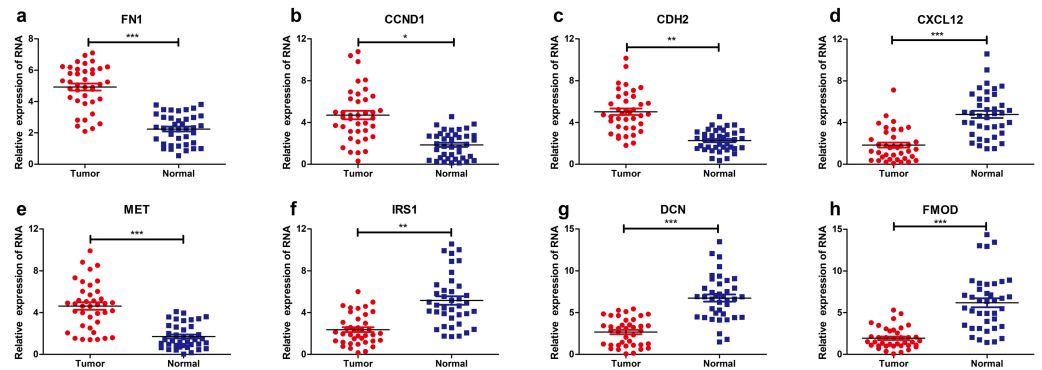 a
FN1
Relative expression of RNA
8
6
4
2
0
***
Tumor
Normal
b
CCND1
Relative expression of RNA
12
8
4
0
*
Tumor
Normal
c
CDH2
Relative expression of RNA
12
8
4
0
**
Tumor
Normal
d
CXCL12
Relative expression of RNA
12
8
4
0
***
Tumor
Normal
e
MET
Relative expression of RNA
12
8
4
0
***
Tumor
Normal
f
IRS1
Relative expression of RNA
12
8
4
0
**
Tumor
Normal
g
DCN
Relative expression of RNA
15
10
5
0
***
Tumor
Normal
h
FMOD
Relative expression of RNA
15
10
5
0
***
Tumor
Normal